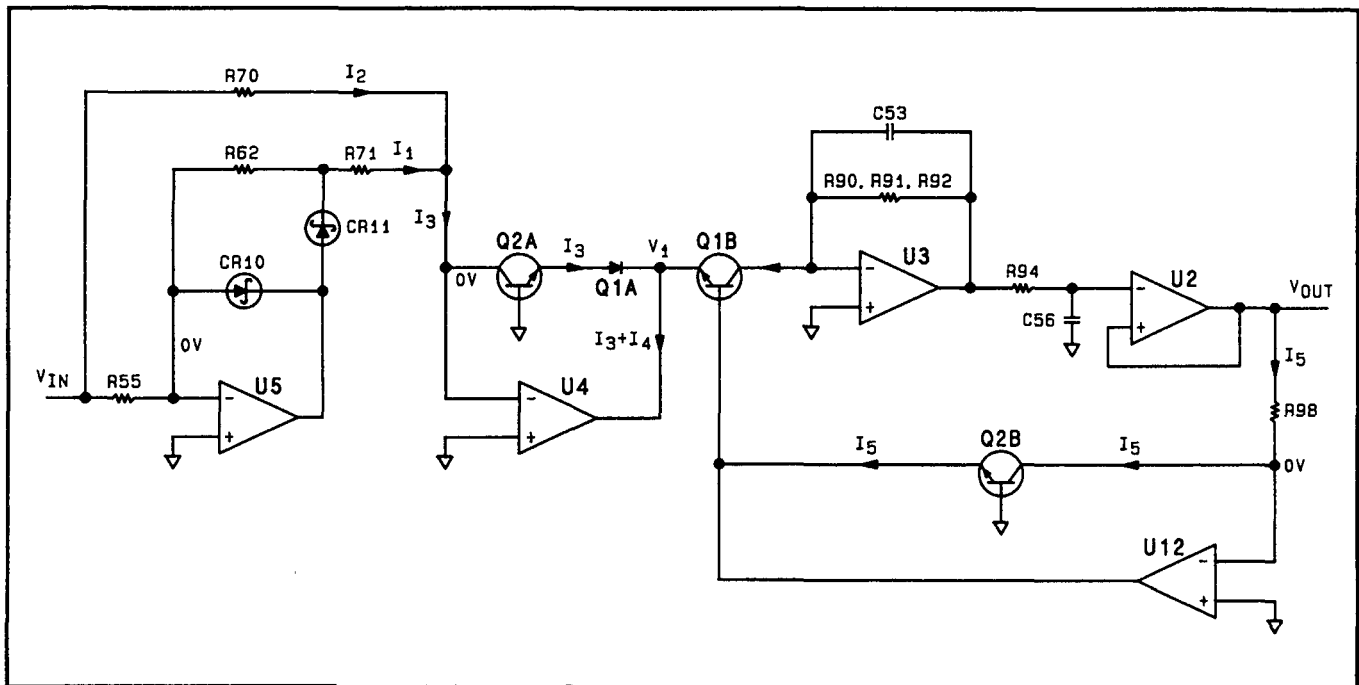 R70
I2
C53
R62
R71
I1
R90, R91, R92
I3
CR11
Q2A
I3
V1
Q1B
CR10
0V
Q1A
-
U3
+
R94
-
U2
+
VOUT
C56
0V
I3+I4
I5
VIN
R55
-
U5
+
-
U4
+
R98
I5
Q2B
I5
0V
U12
-
+